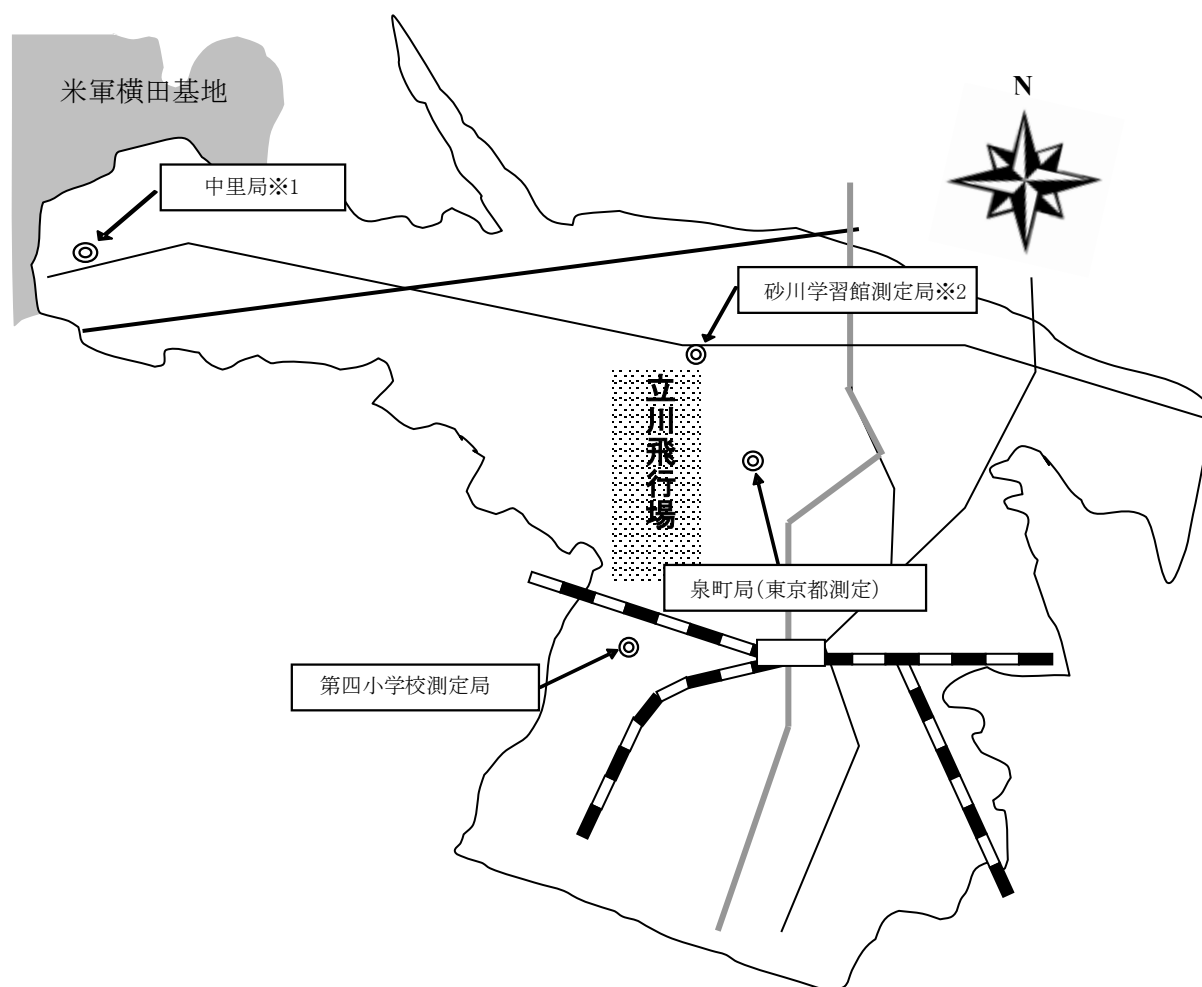 米軍横田基地
N
中里局※1
砂川学習館測定局※2
立川飛行場
泉町局(東京都測定)
第四小学校測定局